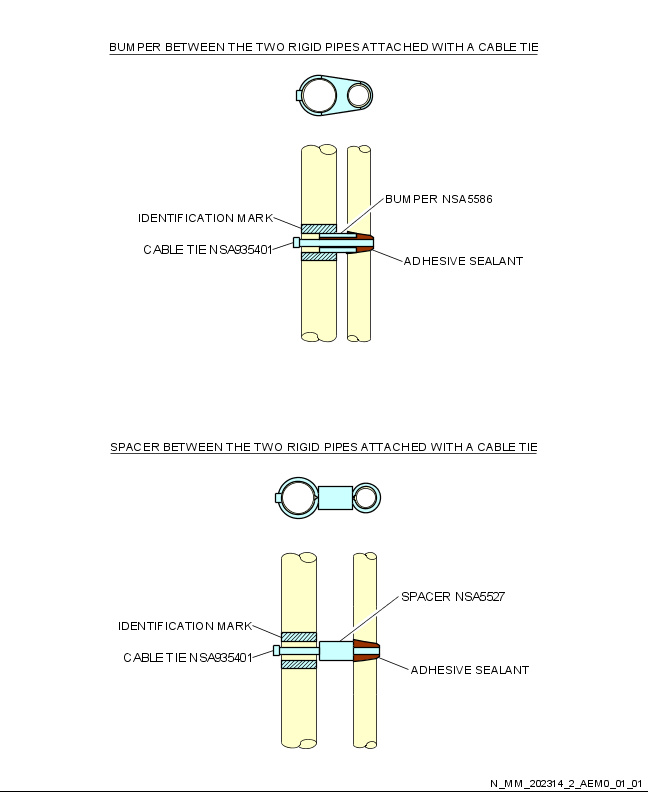 BUMPER BETWEEN THE TWO RIGID PIPES ATTACHED WITH A CABLE TIE
BUMPER NSA5586
IDENTIFICATION MARK
CABLE TIE NSA935401
ADHESIVE SEALANT
SPACER BETWEEN THE TWO RIGID PIPES ATTACHED WITH A CABLE TIE
SPACER NSA5527
IDENTIFICATION MARK
CABLE TIE NSA935401
ADHESIVE SEALANT
N_MM_202314_2_AEM0_01_01